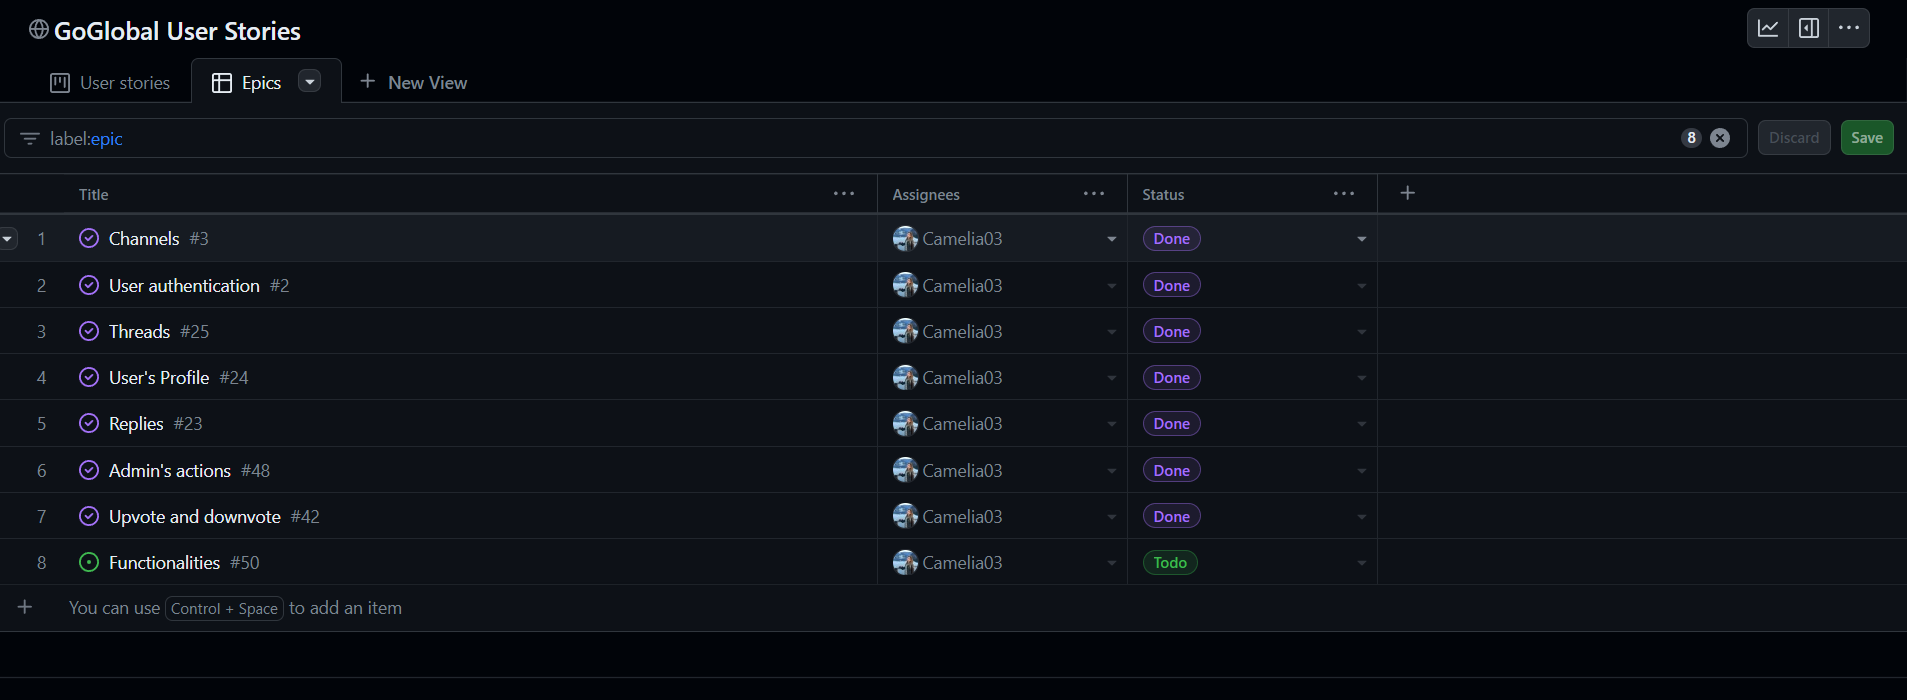 GoGlobal User Stories
User stories
Epics
New View
label:epic
8
Discard
Save
Title
Assignees
Status
1 Channels #3 Camelia03 Done
2 User authentication #2 Camelia03 Done
3 Threads #25 Camelia03 Done
4 User's Profile #24 Camelia03 Done
5 Replies #23 Camelia03 Done
6 Admin's actions #48 Camelia03 Done
7 Upvote and downvote #42 Camelia03 Done
8 Functionalities #50 Camelia03 Todo
You can use Control + Space to add an item